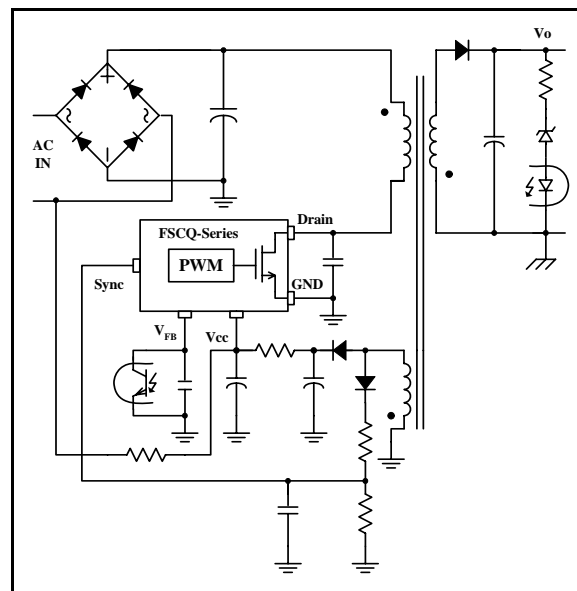 Vo
AC
IN
Drain
FSCQ-Series
PWM
Sync
GND
VFB
Vcc